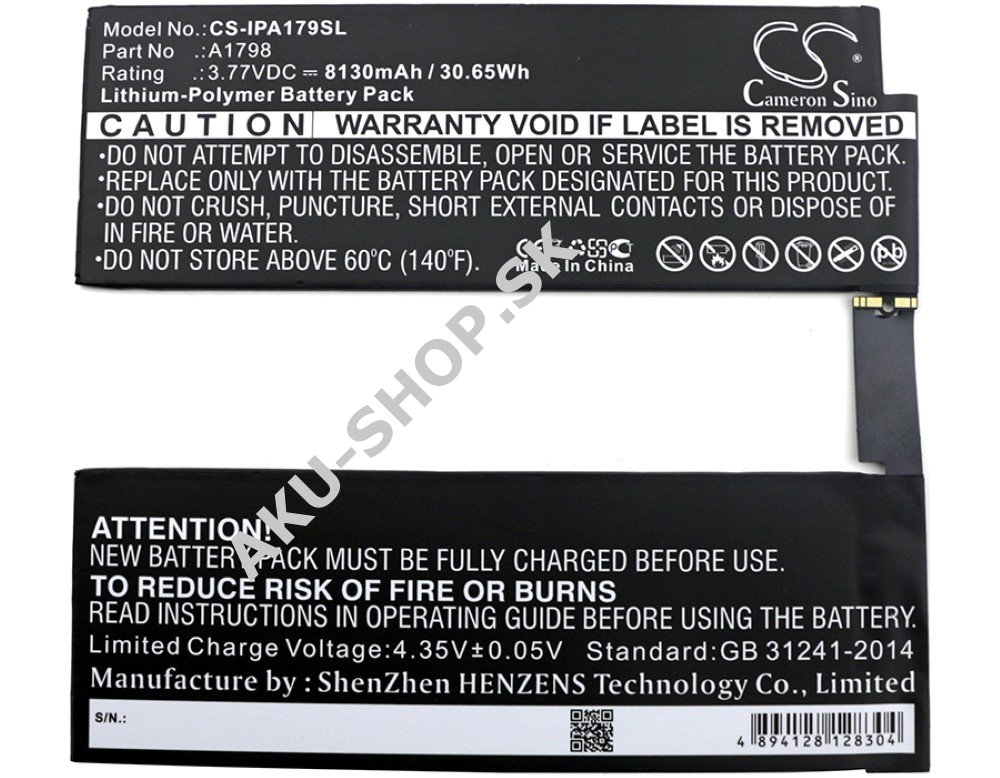 Model No.:CS-IPA179SL
Part No .:A1798
Rating .:3.77VDC 8130mAh / 30.65Wh
Lithium-Polymer Battery Pack
CS
Cameron Sino
CAUTION WARRANTY VOID IF LABEL IS REMOVED
•DO NOT ATTEMPT TO DISASSEMBLE, OPEN OR SERVICE THE BATTERY PACK.
•REPLACE ONLY WITH THE BATTERY PACK DESIGNATED FOR THIS PRODUCT.
•DO NOT CRUSH, PUNCTURE, SHORT EXTERNAL CONTACTS OR DISPOSE OF
IN FIRE OR WATER.
•DO NOT STORE ABOVE 60°C (140°F).
Made In China
Pb
AKU-SHOP.SK
ATTENTION!
NEW BATTERY PACK MUST BE FULLY CHARGED BEFORE USE.
TO REDUCE RISK OF FIRE OR BURNS
READ INSTRUCTIONS IN OPERATING GUIDE BEFORE USING THE BATTERY.
Limited Charge Voltage:4.35V±0.05V Standard:GB 31241-2014
Manufacture by : ShenZhen HENZENS Technology Co., Limited
S/N.:
4 894128 128304